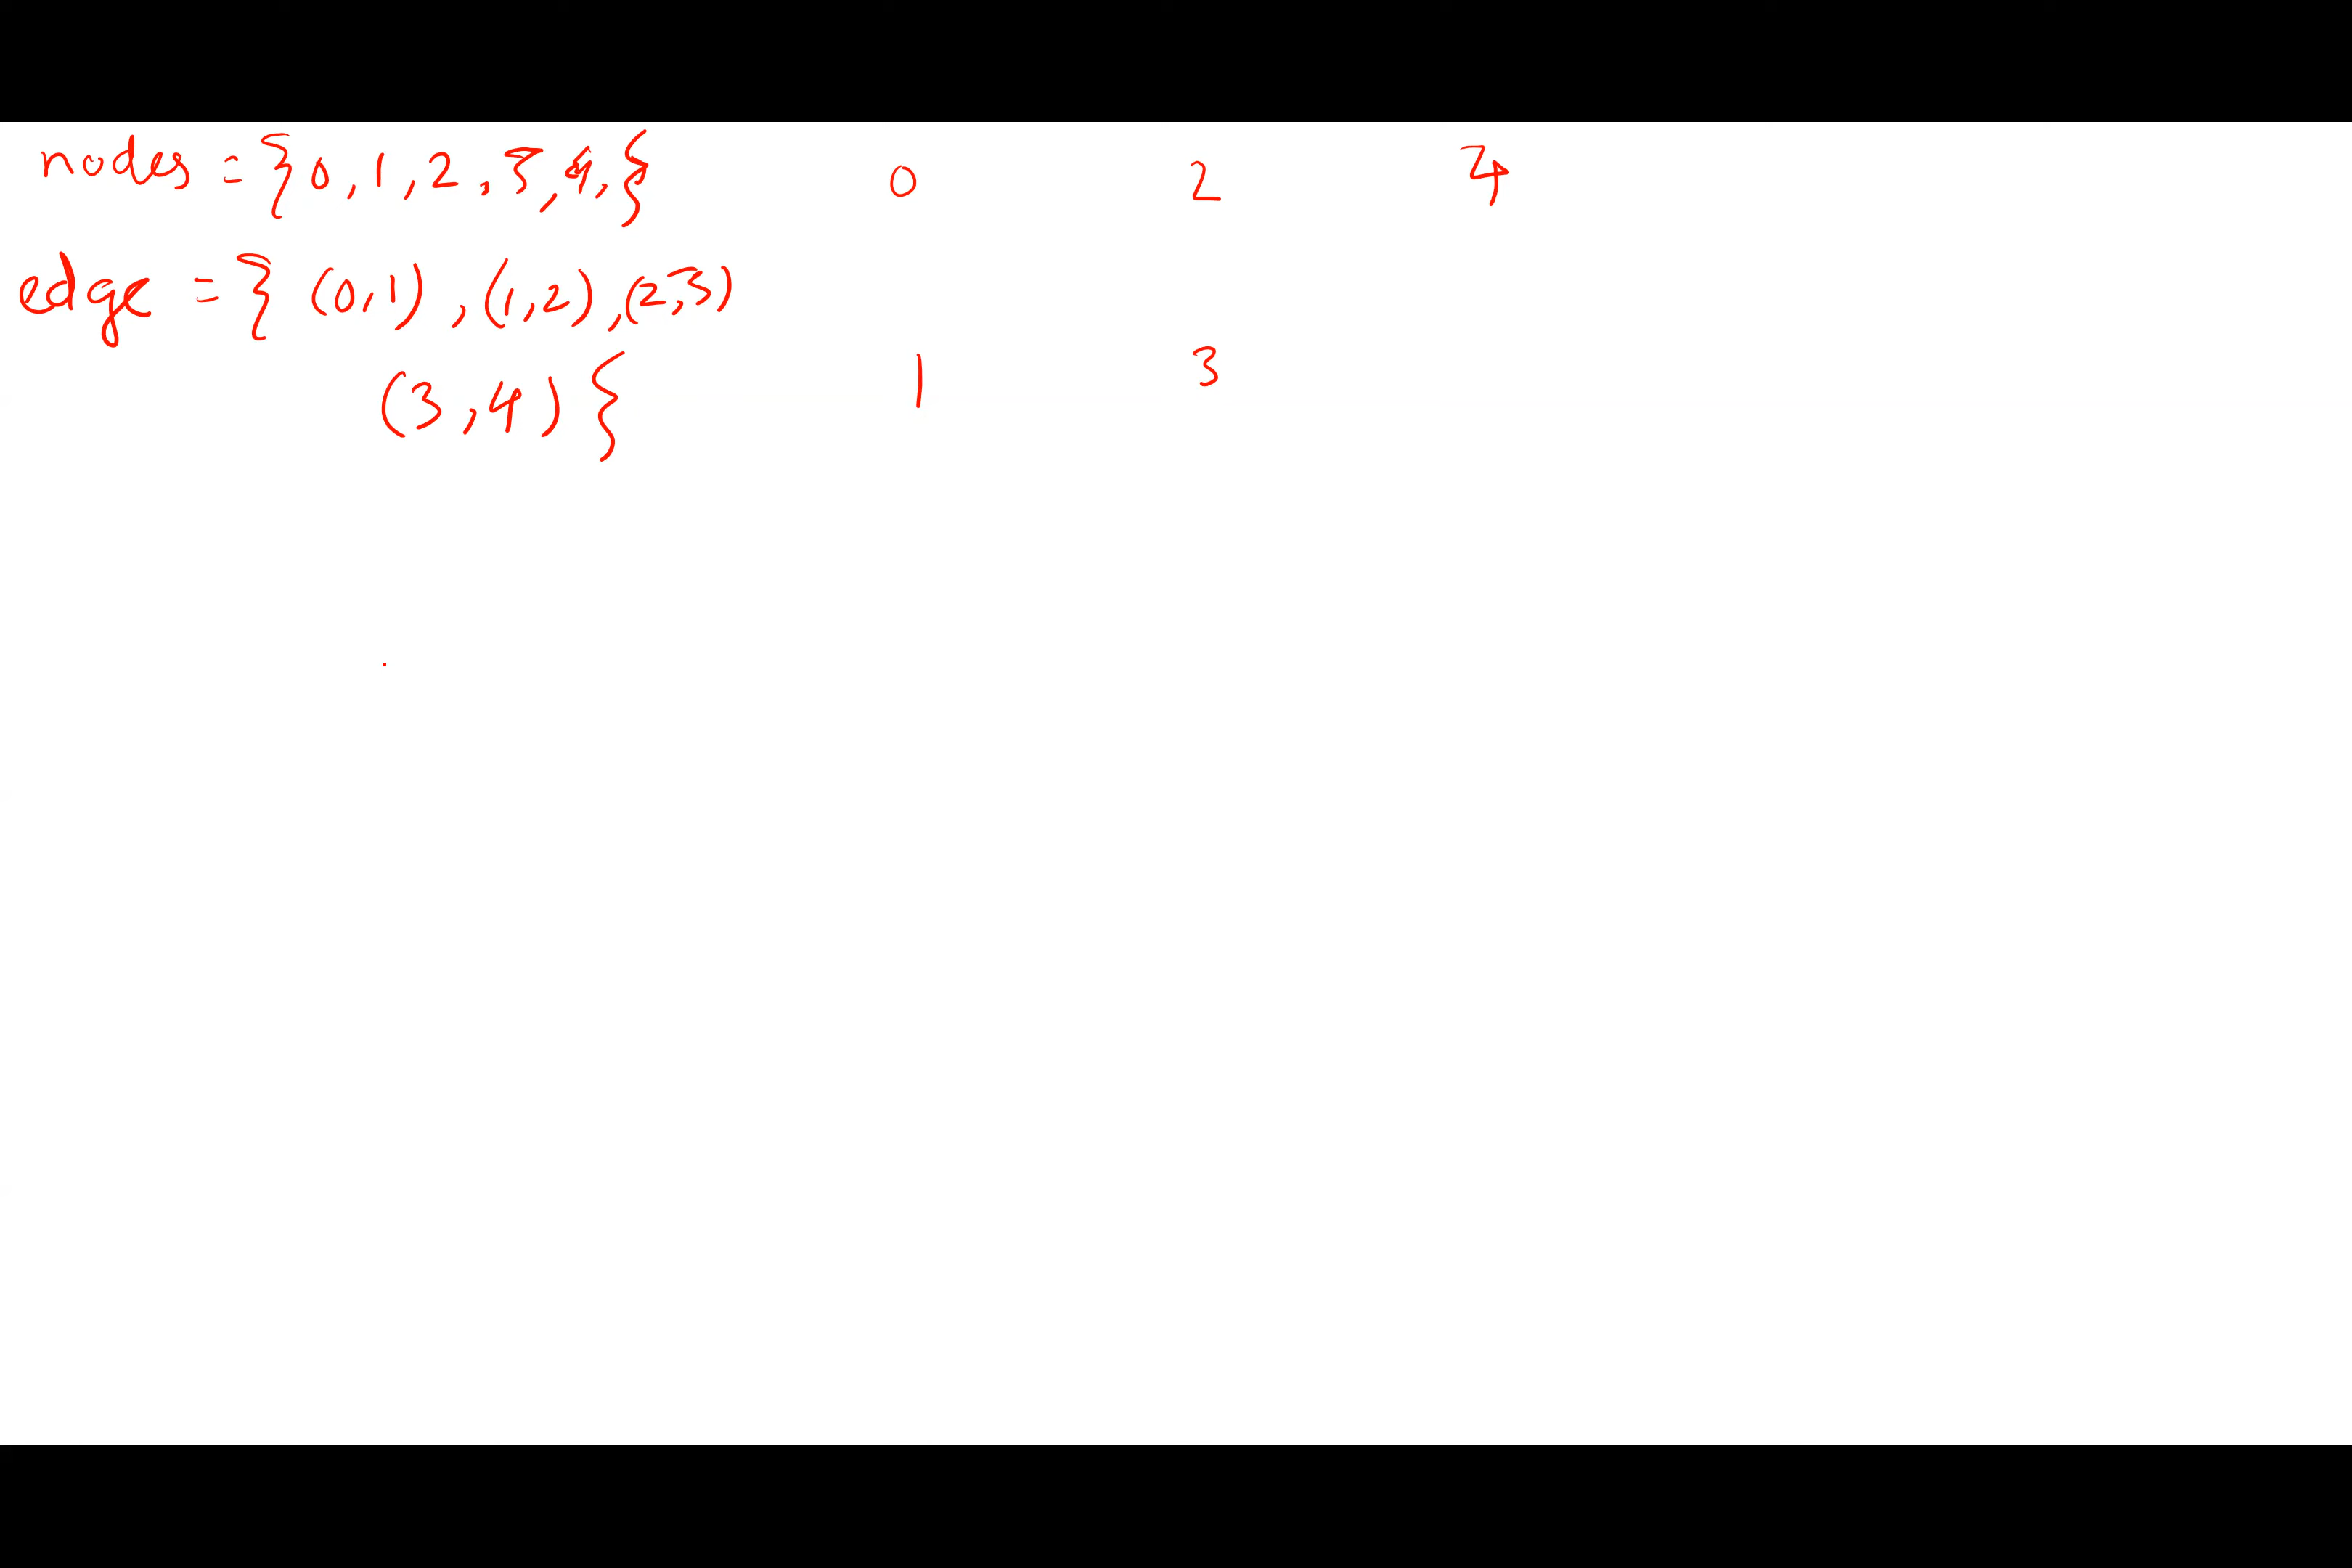 nodes = {0, 1, 2, 3, 4, }
edge = { (0, 1), (1, 2), (2, 3)
(3, 4) }
0 2 4
1 3